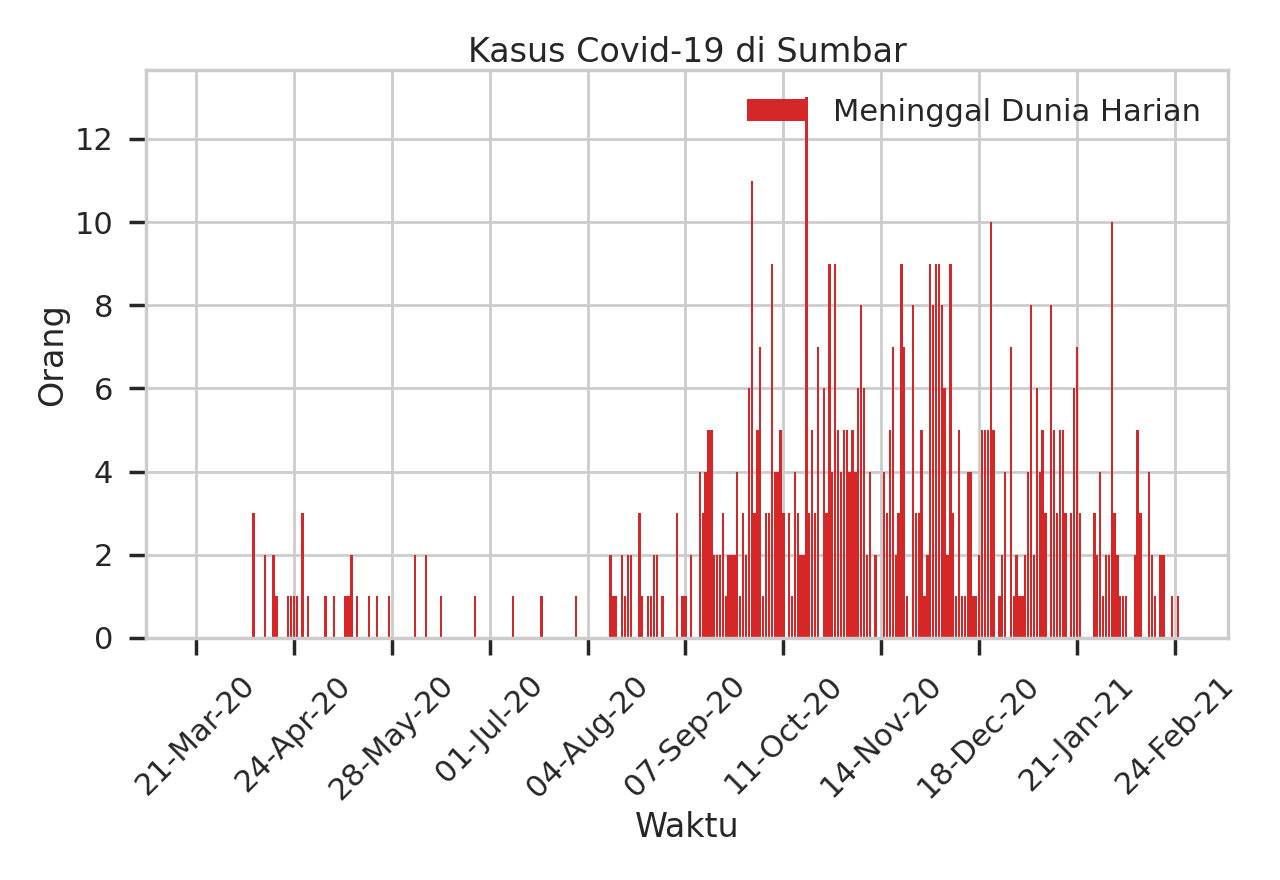 Kasus Covid-19 di Sumbar
Meninggal Dunia Harian
12
10
8
6
4
2
0
Orang
21-Mar-20
24-Apr-20
28-May-20
01-Jul-20
04-Aug-20
07-Sep-20
11-Oct-20
14-Nov-20
18-Dec-20
21-Jan-21
24-Feb-21
Waktu